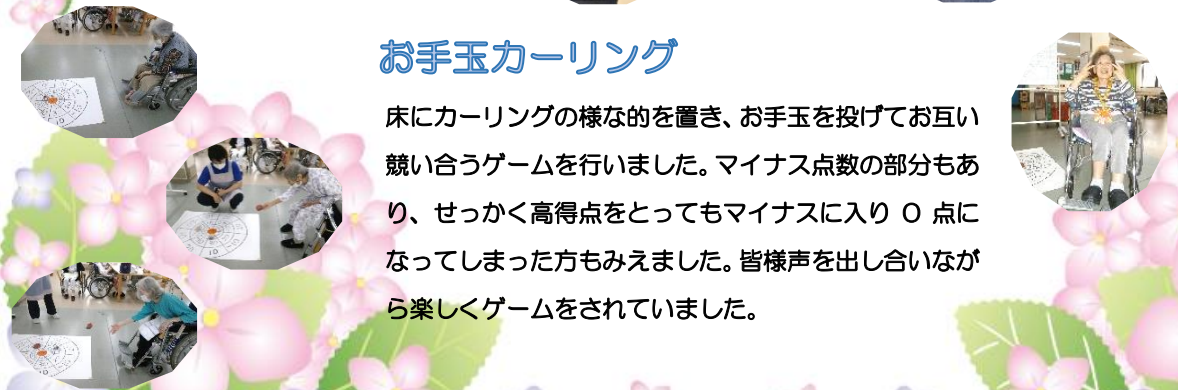 お手玉カーリング
床にカーリングの様な的を置き、お手玉を投げてお互い
競い合うゲームを行いました。マイナス点数の部分もあ
り、せっかく高得点をとってもマイナスに入り 0 点に
なってしまった方もみえました。皆様声を出し合いなが
ら楽しくゲームをされていました。